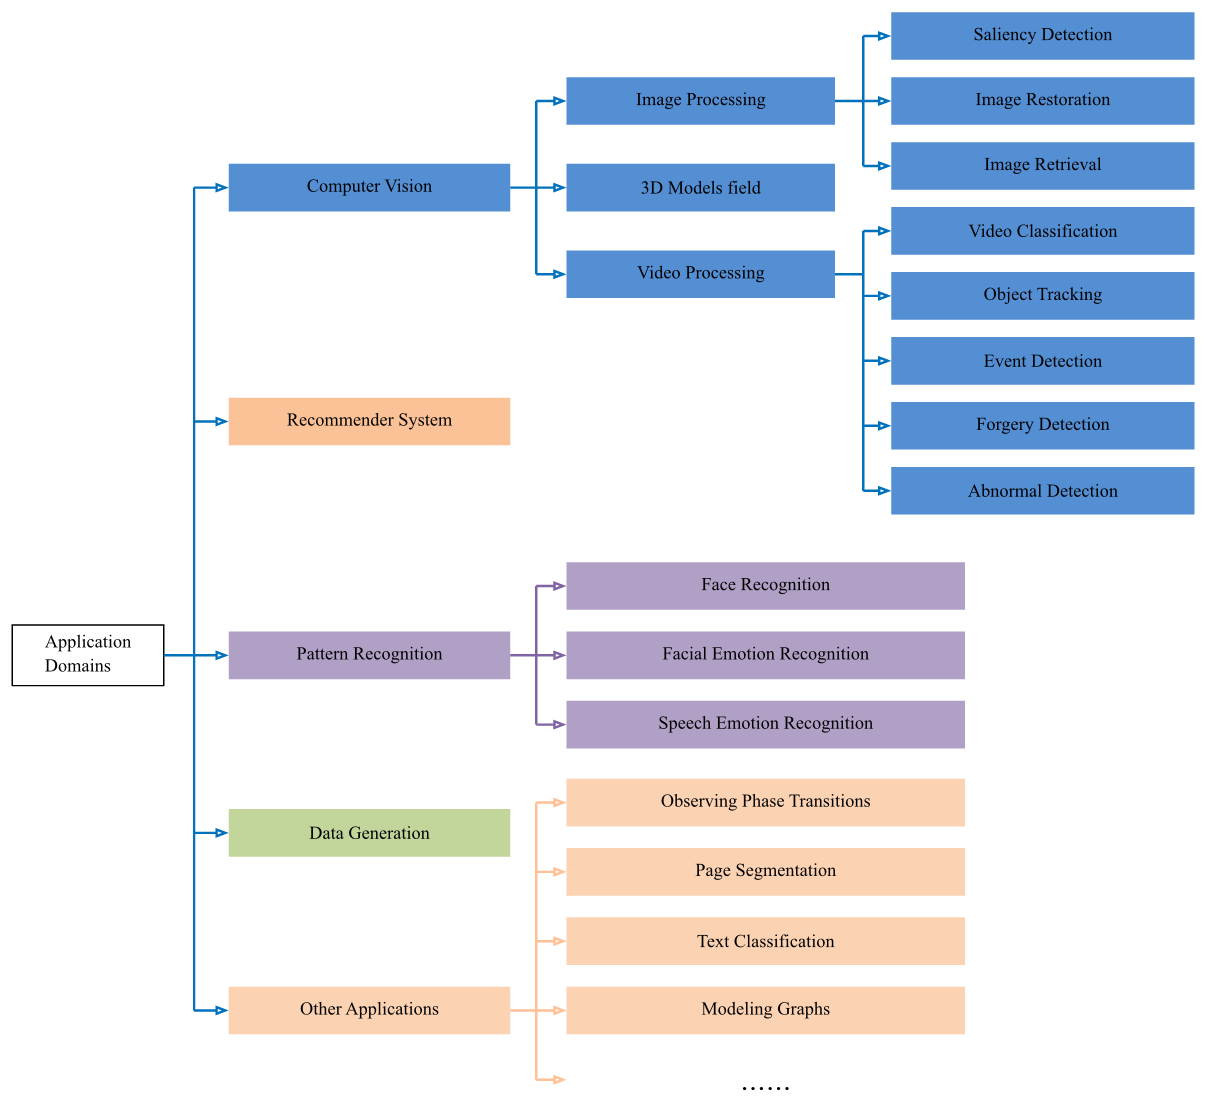 Saliency Detection
Image Processing
Image Restoration
Image Retrieval
Computer Vision
3D Models field
Video Classification
Video Processing
Object Tracking
Event Detection
Recommender System
Forgery Detection
Abnormal Detection
Face Recognition
Application
Domains
Pattern Recognition
Facial Emotion Recognition
Speech Emotion Recognition
Observing Phase Transitions
Data Generation
Page Segmentation
Text Classification
Other Applications
Modeling Graphs
......